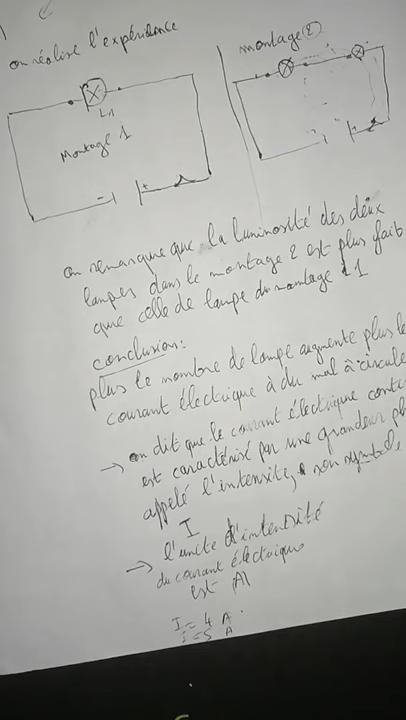 on réalise l'expérience
montage(2)
L1
Montage 1
- +
on remarque que la luminosité des deux
lampes dans le montage 2 est plus faib
que celle de lampe du montage 1
conclusion:
plus le nombre de lampe augmente plus le
courant électrique à du mal à circule
→ on dit que le courant électrique conti
est caractérisé par une grandeur ph
appelé l'intensité, son symbole
I
→ l'unité d'intensité
du courant électrique
est A
I = 4 A
I = 5 A